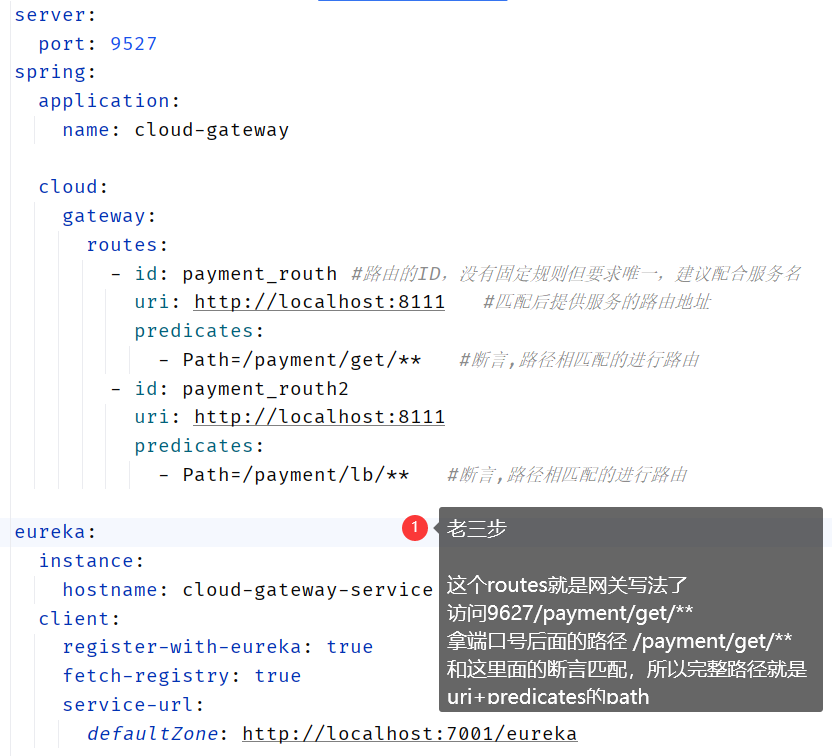 server:
port: 9527
spring:
application:
name: cloud-gateway
cloud:
gateway:
routes:
- id: payment_routh #路由的ID，没有固定规则但要求唯一，建议配合服务名
uri: http://localhost:8111 #匹配后提供服务的路由地址
predicates:
- Path=/payment/get/** #断言,路径相匹配的进行路由
- id: payment_routh2
uri: http://localhost:8111
predicates:
- Path=/payment/lb/** #断言,路径相匹配的进行路由
eureka:
instance:
hostname: cloud-gateway-service
client:
register-with-eureka: true
fetch-registry: true
service-url:
defaultZone: http://localhost:7001/eureka
1
老三步
这个routes就是网关写法了
访问9627/payment/get/**
拿端口号后面的路径 /payment/get/**
和这里面的断言匹配，所以完整路径就是
uri+predicates的path